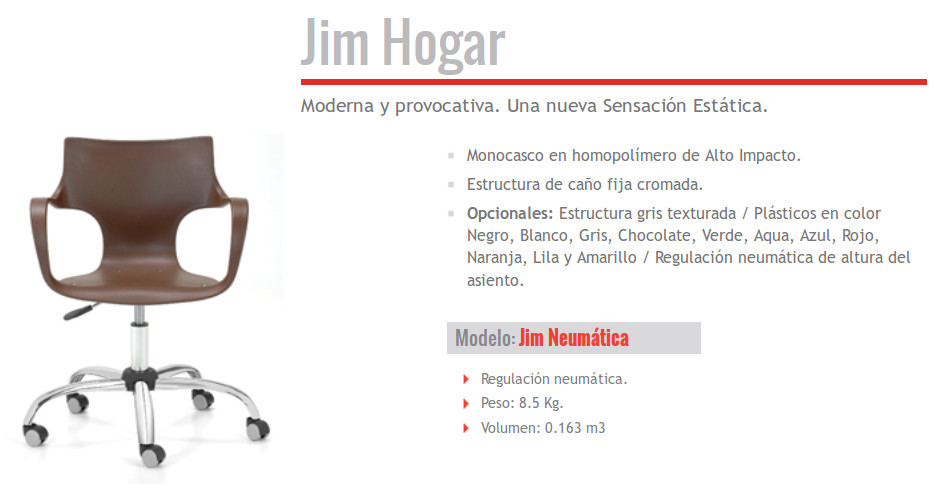 Jim Hogar
Moderna y provocativa. Una nueva Sensación Estática.
Monocasco en homopolímero de Alto Impacto.
Estructura de caño fija cromada.
Opcionales: Estructura gris texturada / Plásticos en color
Negro, Blanco, Gris, Chocolate, Verde, Aqua, Azul, Rojo,
Naranja, Lila y Amarillo / Regulación neumática de altura del
asiento.
Modelo: Jim Neumática
Regulación neumática.
Peso: 8.5 Kg.
Volumen: 0.163 m3